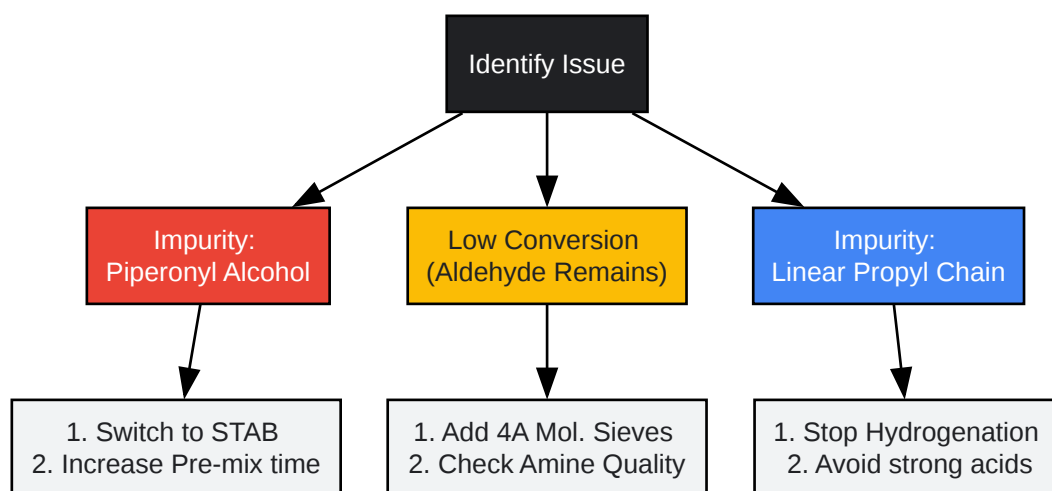 Identify Issue
Impurity:
Piperonyl Alcohol
Low Conversion
(Aldehyde Remains)
Impurity:
Linear Propyl Chain
1. Switch to STAB
2. Increase Pre-mix time
1. Add 4A Mol. Sieves
2. Check Amine Quality
1. Stop Hydrogenation
2. Avoid strong acids